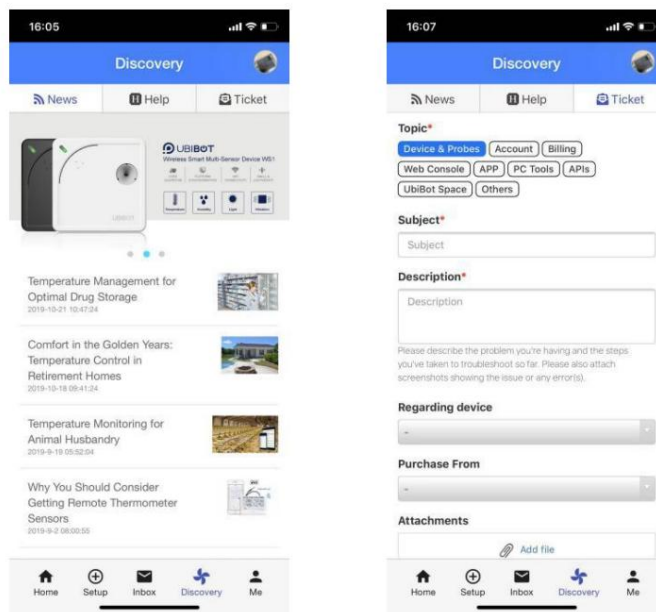 16:05
Discovery
News
Help
Ticket
UBIBOT
Wireless Smart Multi-Sensor Device WS1
Temperature
Humidity
Light
Vibration
UBIBOT
Temperature Management for
Optimal Drug Storage
2019-10-21 10:47:24
Comfort in the Golden Years:
Temperature Control in
Retirement Homes
2019-10-18 09:41:24
Temperature Monitoring for
Animal Husbandry
2019-9-19 05:52:04
Why You Should Consider
Getting Remote Thermometer
Sensors
2019-9-2 08:00:55
Home
Setup
Inbox
Discovery
Me
16:07
Discovery
News
Help
Ticket
Topic*
Device & Probes
Account
Billing
Web Console
APP
PC Tools
APIs
UbiBot Space
Others
Subject*
Subject
Description*
Description
Please describe the problem you're having and the steps
you've taken to troubleshoot so far. Please also attach
screenshots showing the issue or any error(s).
Regarding device
-
Purchase From
-
Attachments
Add file
Home
Setup
Inbox
Discovery
Me